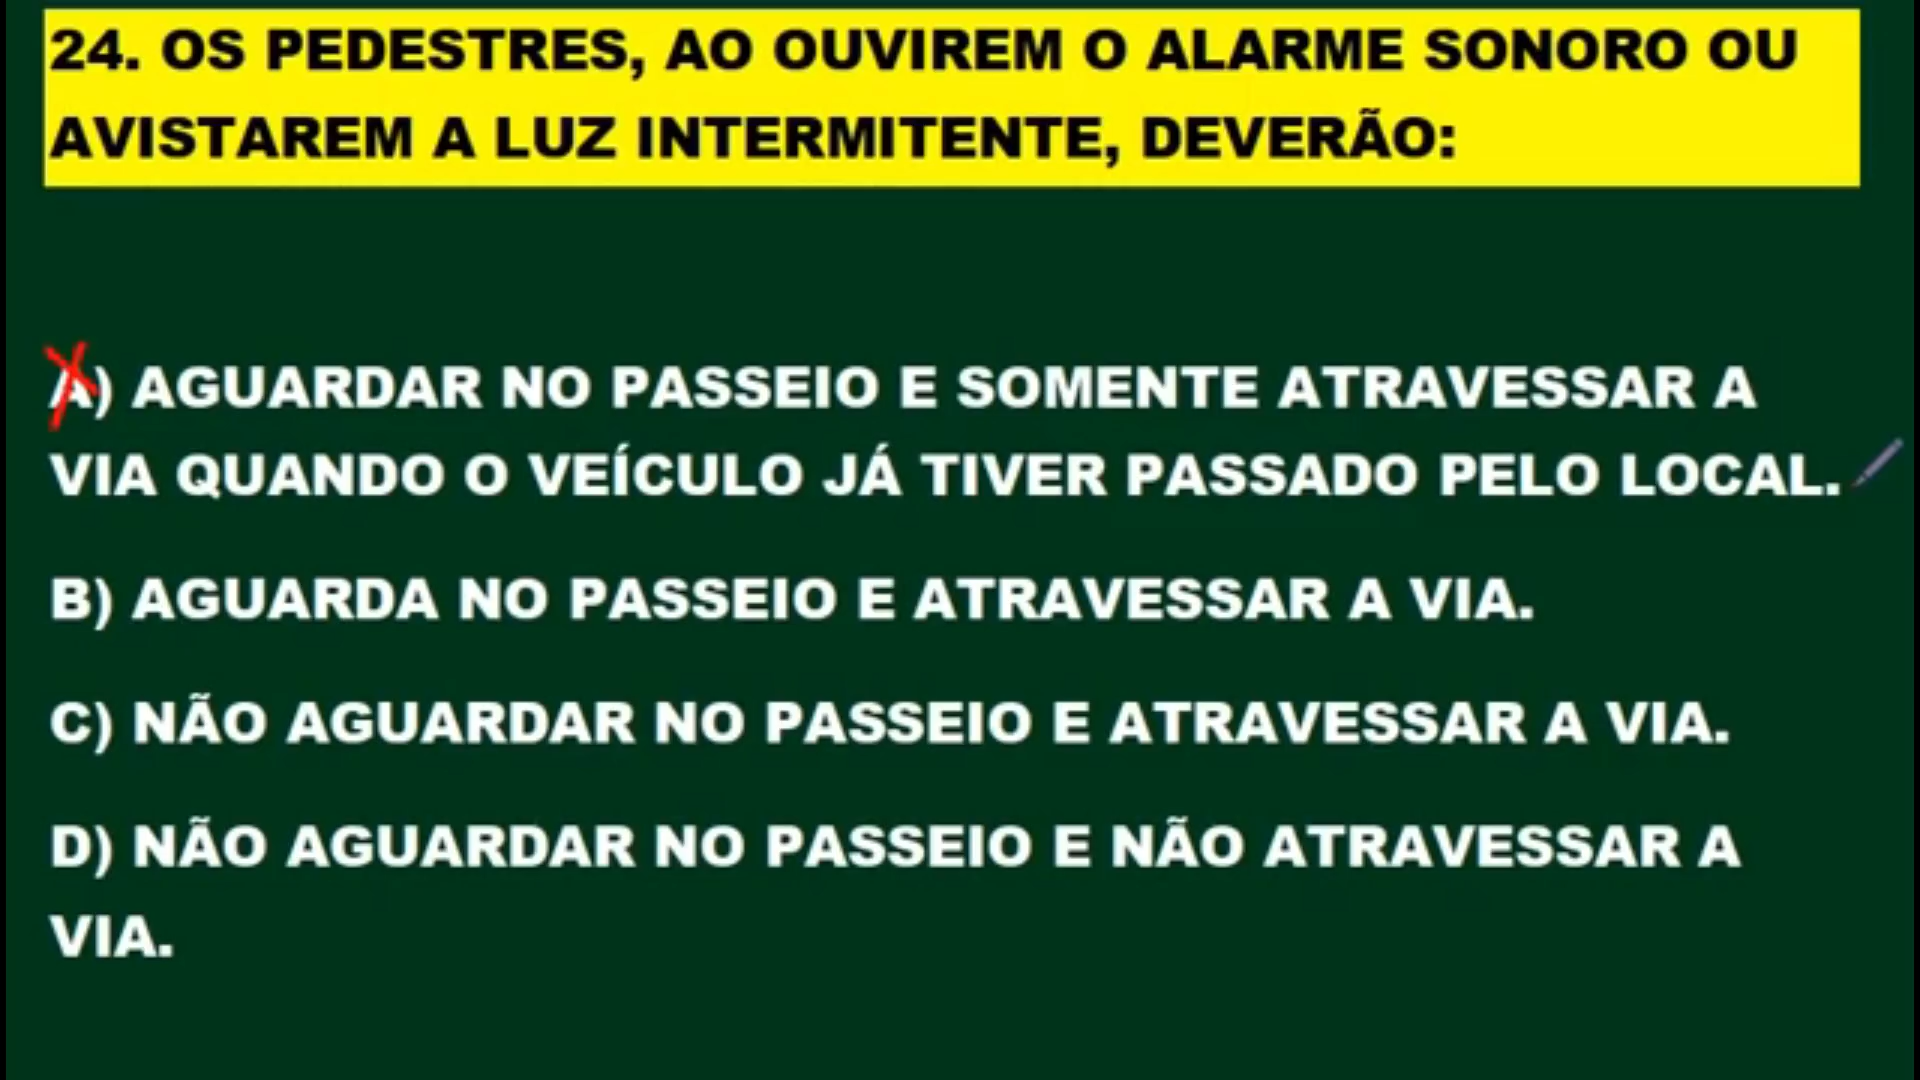 24. OS PEDESTRES, AO OUVIREM O ALARME SONORO OU
AVISTAREM A LUZ INTERMITENTE, DEVERÃO:
A) AGUARDAR NO PASSEIO E SOMENTE ATRAVESSAR A
VIA QUANDO O VEÍCULO JÁ TIVER PASSADO PELO LOCAL.
B) AGUARDA NO PASSEIO E ATRAVESSAR A VIA.
C) NÃO AGUARDAR NO PASSEIO E ATRAVESSAR A VIA.
D) NÃO AGUARDAR NO PASSEIO E NÃO ATRAVESSAR A
VIA.